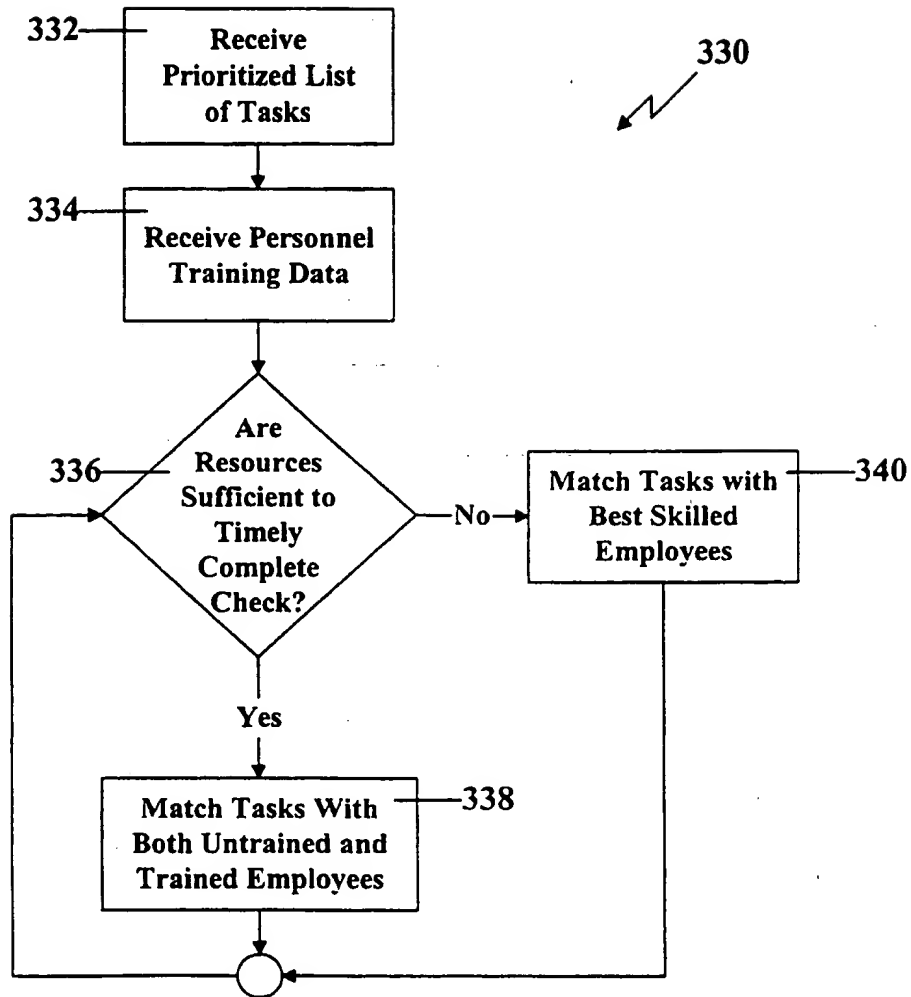 332
Receive
Prioritized List
of Tasks
330
334
Receive Personnel
Training Data
336
Are
Resources
Sufficient to
Timely
Complete
Check?
No
Match Tasks with
Best Skilled
Employees
340
Yes
Match Tasks With
Both Untrained and
Trained Employees
338